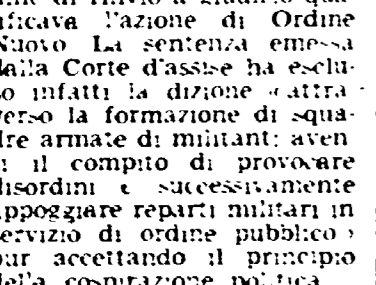 l'azione di Ordine
Nuovo La sentenza emessa
dalla Corte d'assise ha esclu-
so infatti la dizione « attra-
verso la formazione di squa-
dre armate di militanti aven-
il compito di provocare
disordini e successivamente
appoggiare reparti militari in
servizio di ordine pubblico »
pur accettando il principio
della cospirazione politica